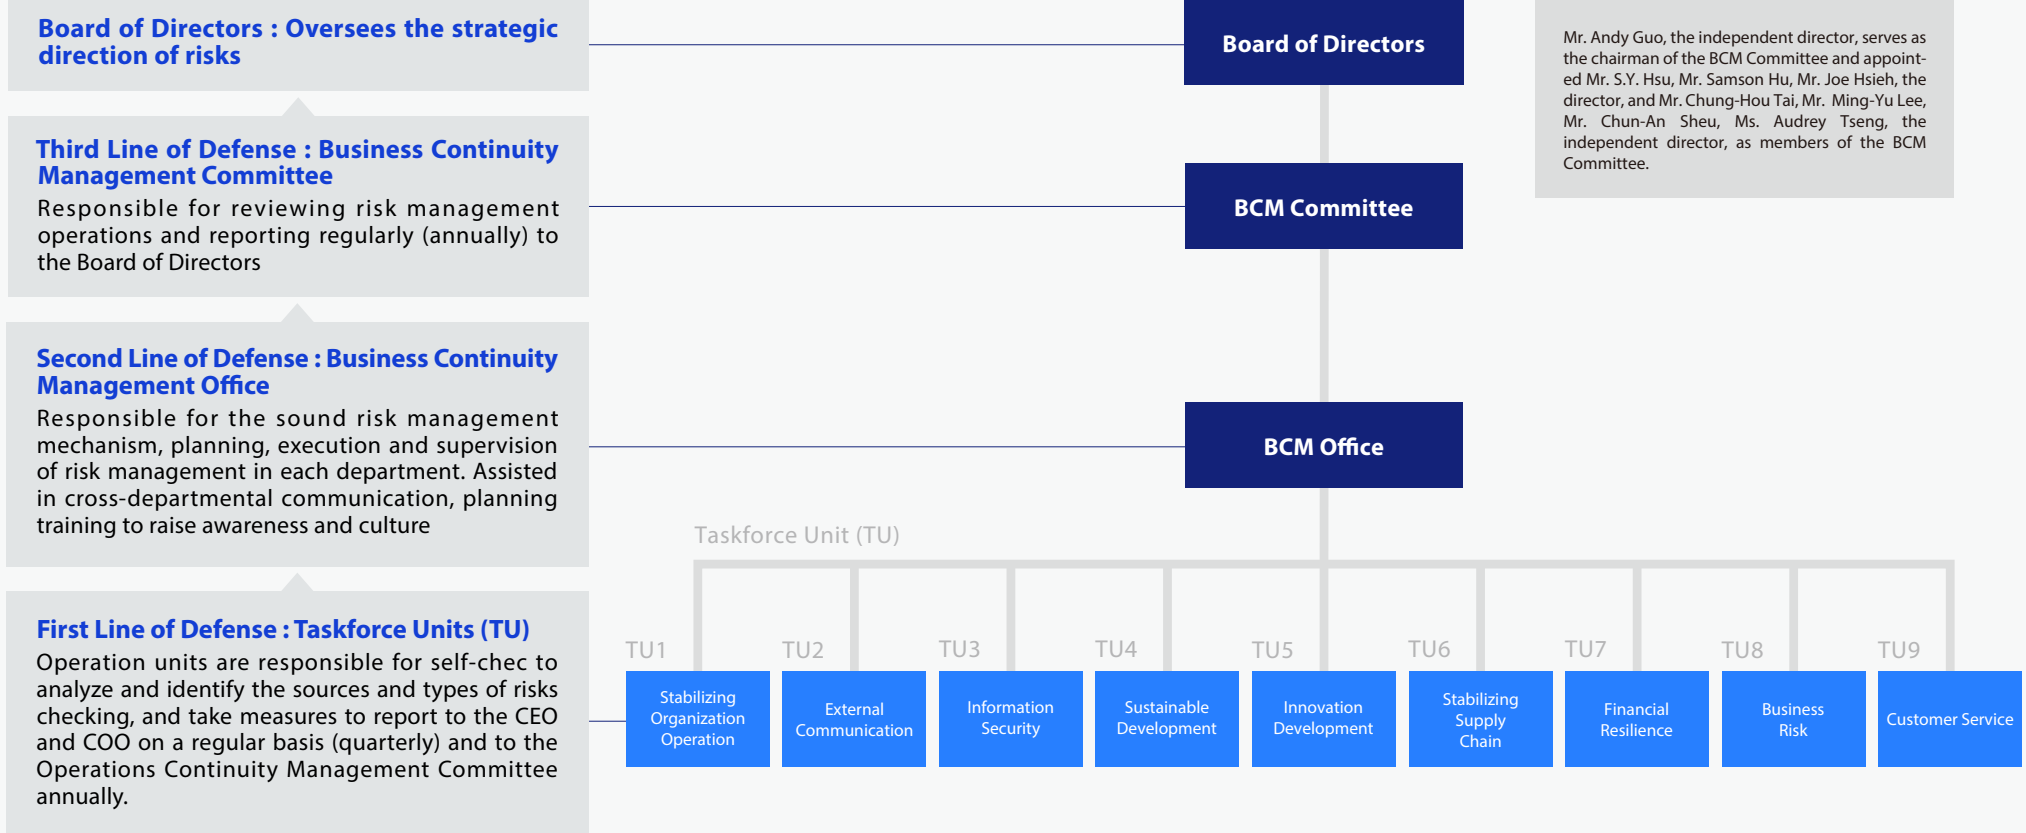 Board of Directors : Oversees the strategic
direction of risks
Third Line of Defense : Business Continuity
Management Committee
Responsible for reviewing risk management
operations and reporting regularly (annually) to
the Board of Directors
Second Line of Defense : Business Continuity
Management Office
Responsible for the sound risk management
mechanism, planning, execution and supervision
of risk management in each department. Assisted
in cross-departmental communication, planning
training to raise awareness and culture
First Line of Defense : Taskforce Units (TU)
Operation units are responsible for self-chec to
analyze and identify the sources and types of risks
checking, and take measures to report to the CEO
and COO on a regular basis (quarterly) and to the
Operations Continuity Management Committee
annually.
Board of Directors
BCM Committee
BCM Office
Mr. Andy Guo, the independent director, serves as
the chairman of the BCM Committee and appoint-
ed Mr. S.Y. Hsu, Mr. Samson Hu, Mr. Joe Hsieh, the
director, and Mr. Chung-Hou Tai, Mr. Ming-Yu Lee,
Mr. Chun-An Sheu, Ms. Audrey Tseng, the
independent director, as members of the BCM
Committee.
Taskforce Unit (TU)
TU1
Stabilizing
Organization
Operation
TU2
External
Communication
TU3
Information
Security
TU4
Sustainable
Development
TU5
Innovation
Development
TU6
Stabilizing
Supply
Chain
TU7
Financial
Resilience
TU8
Business
Risk
TU9
Customer Service